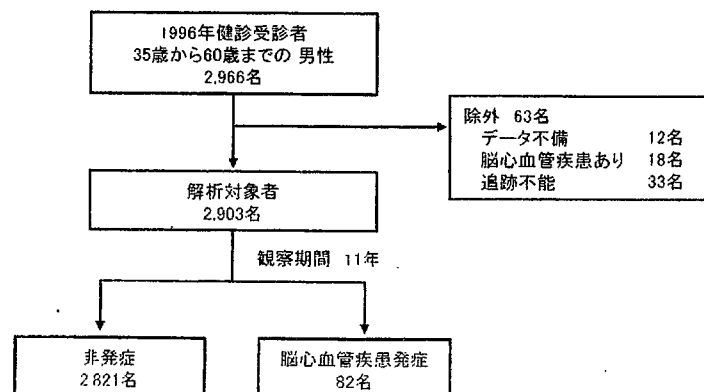 1996年健診受診者
35歳から60歳までの 男性
2,966名
除外 63名
データ不備 12名
脳心血管疾患あり 18名
追跡不能 33名
解析対象者
2,903名
観察期間 11年
非発症
2821名
脳心血管疾患発症
82名